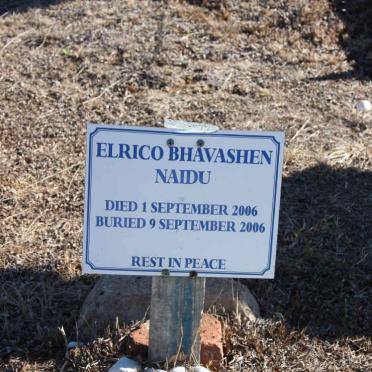 ELRICO BHAVASHEN
NAIDU
DIED 1 SEPTEMBER 2006
BURIED 9 SEPTEMBER 2006
REST IN PEACE